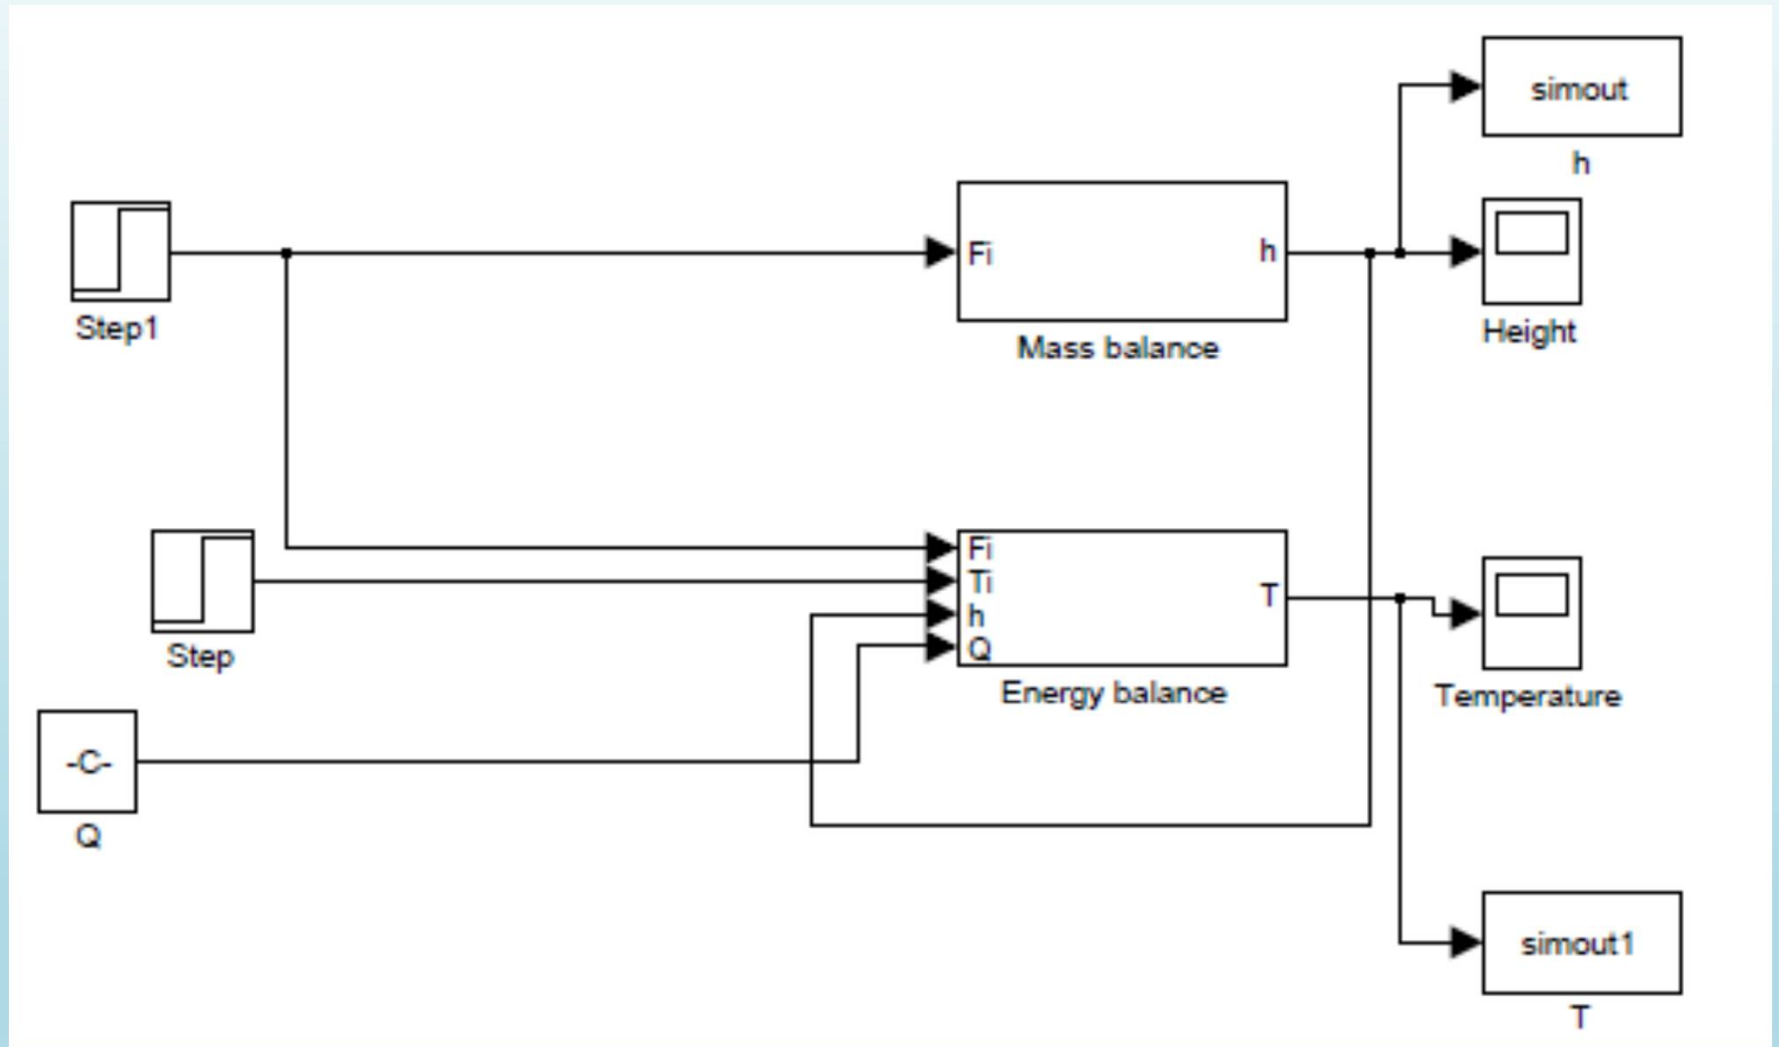 simout
h
Fi
h
Step1
Mass balance
Height
Fi
Ti
h
Q
T
Step
Energy balance
Temperature
-C-
Q
simout1
T